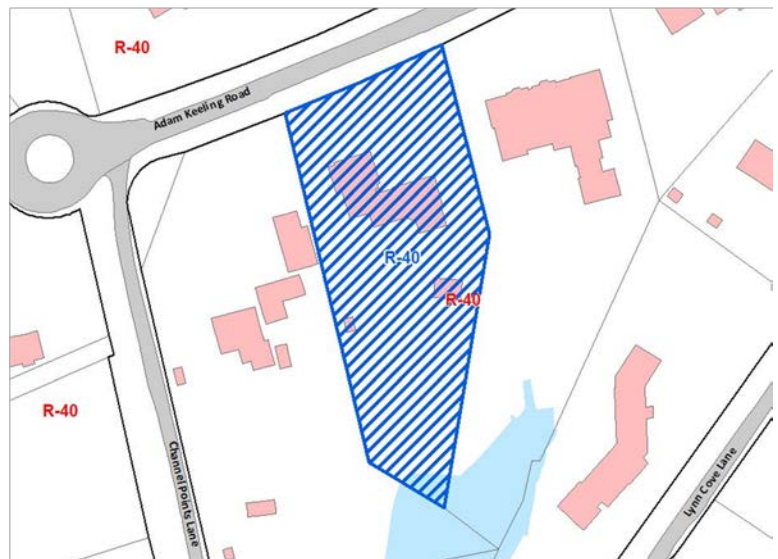 R-40
Adam Keeling Road
R-40
R-40
R-40
Channel Points Lane
Lynn Cove Lane